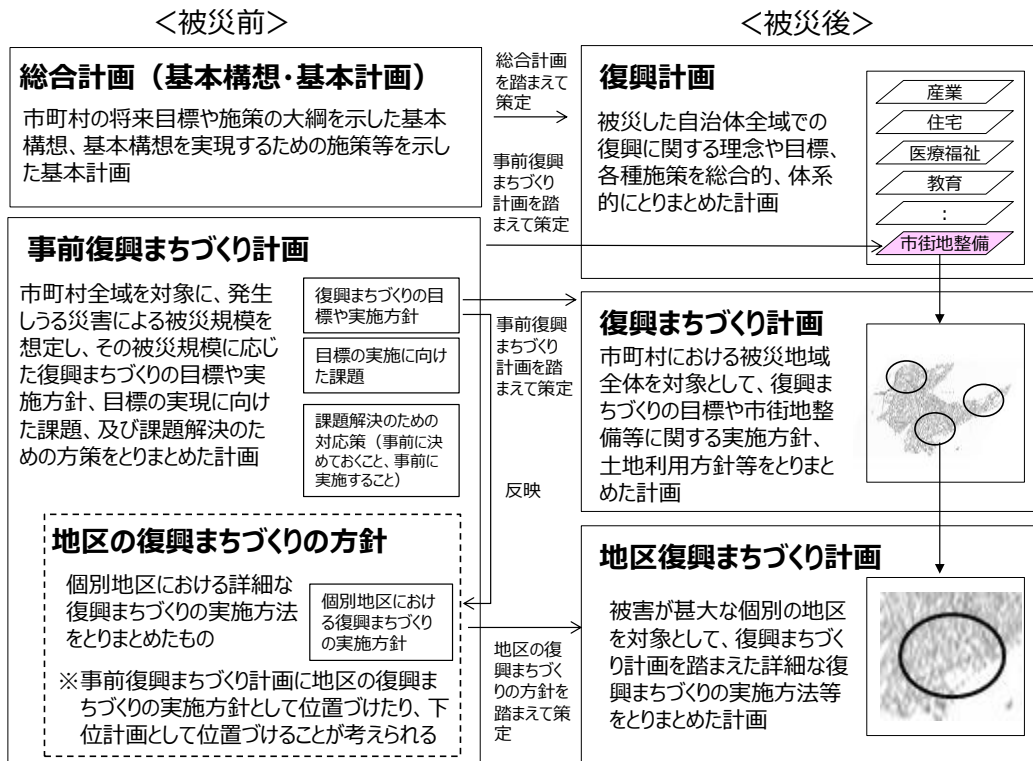 ＜被災前＞
総合計画（基本構想・基本計画）
市町村の将来目標や施策の大綱を示した基本
構想、基本構想を実現するための施策等を示し
た基本計画
事前復興まちづくり計画
市町村全域を対象に、発生
しうる災害による被災規模を
想定し、その被災規模に応じ
た復興まちづくりの目標や実
施方針、目標の実現に向け
た課題、及び課題解決のた
めの方策をとりまとめた計画
復興まちづくりの目
標や実施方針
目標の実施に向け
た課題
課題解決のための
対応策（事前に決
めておくこと、事前に
実施すること）
地区の復興まちづくりの方針
個別地区における詳細な
復興まちづくりの実施方法
をとりまとめたもの
個別地区におけ
る復興まちづくり
の実施方針
※事前復興まちづくり計画に地区の復興ま
ちづくりの実施方針として位置づけたり、下
位計画として位置づけることが考えられる
総合計画
を踏まえて
策定
事前復興
まちづくり
計画を踏
まえて策定
事前復興
まちづくり
計画を踏
まえて策定
反映
地区の復
興まちづく
りの方針を
踏まえて策
定
＜被災後＞
復興計画
被災した自治体全域での
復興に関する理念や目標、
各種施策を総合的、体系
的にとりまとめた計画
産業
住宅
医療福祉
教育
：
市街地整備
復興まちづくり計画
市町村における被災地域
全体を対象として、復興ま
ちづくりの目標や市街地整
備等に関する実施方針、
土地利用方針等をとりまと
めた計画
地区復興まちづくり計画
被害が甚大な個別の地区
を対象として、復興まちづく
り計画を踏まえた詳細な復
興まちづくりの実施方法等
をとりまとめた計画